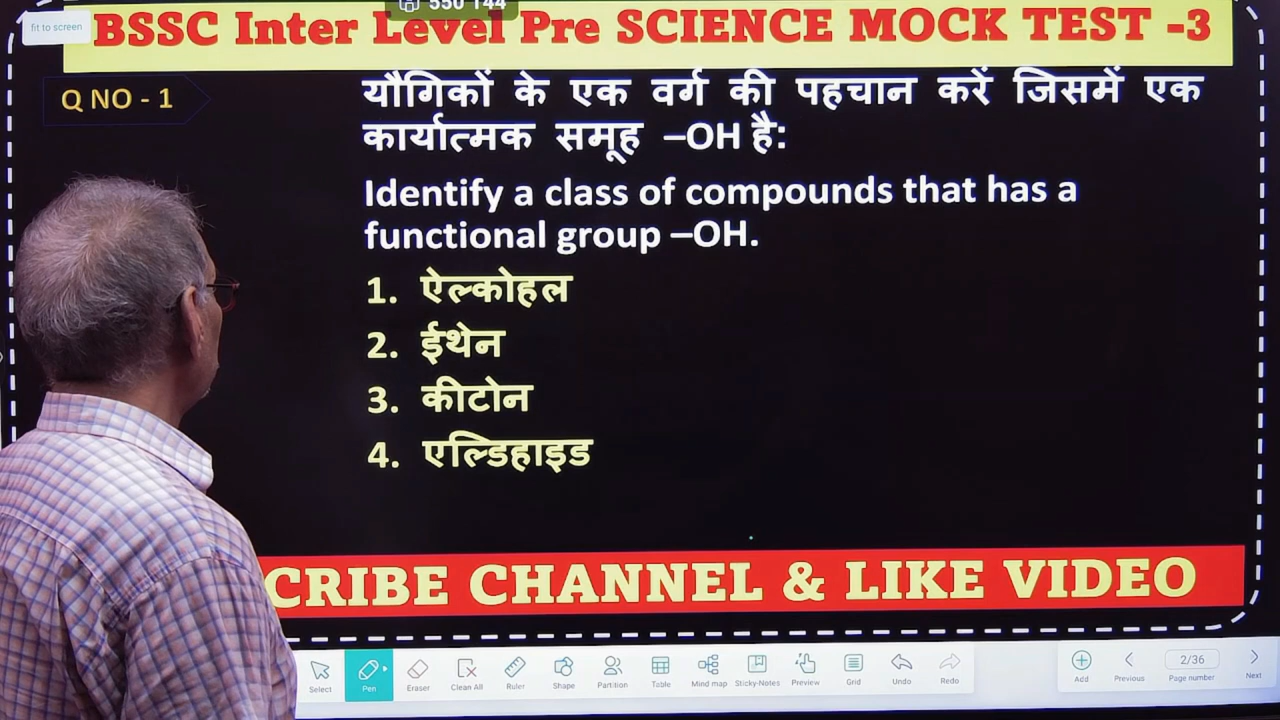 550 144
fit to screen
BSSC Inter Level Pre SCIENCE MOCK TEST -3
Q NO - 1
यौगिकों के एक वर्ग की पहचान करें जिसमें एक
कार्यात्मक समूह –OH है:
Identify a class of compounds that has a
functional group –OH.
1. ऐल्कोहल
2. ईथेन
3. कीटोन
4. एल्डिहाइड
CRIBE CHANNEL & LIKE VIDEO
Select Pen Eraser Clean All Ruler Shape Partition Table Mind map Sticky-Notes Preview Grid Undo Redo Add Previous 2/36 Page number Next